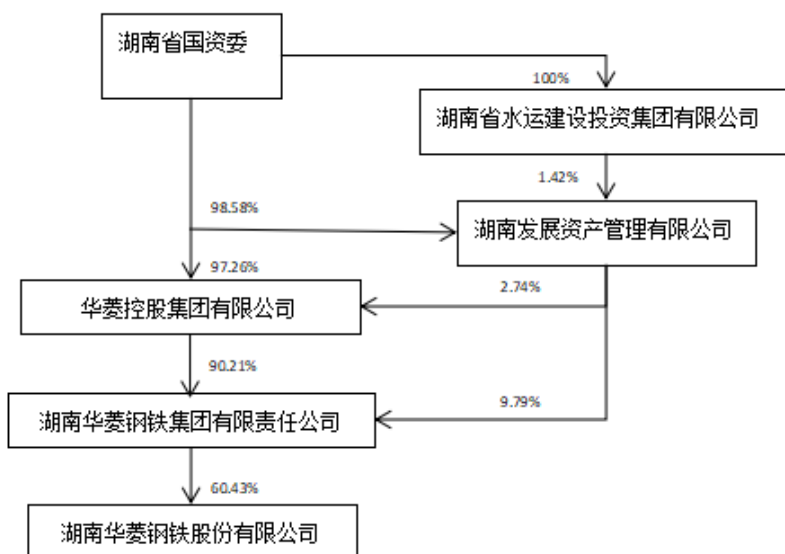 湖南省国资委
100%
湖南省水运建设投资集团有限公司
1.42%
98.58%
湖南发展资产管理有限公司
97.26%
2.74%
华菱控股集团有限公司
90.21%
9.79%
湖南华菱钢铁集团有限责任公司
60.43%
湖南华菱钢铁股份有限公司